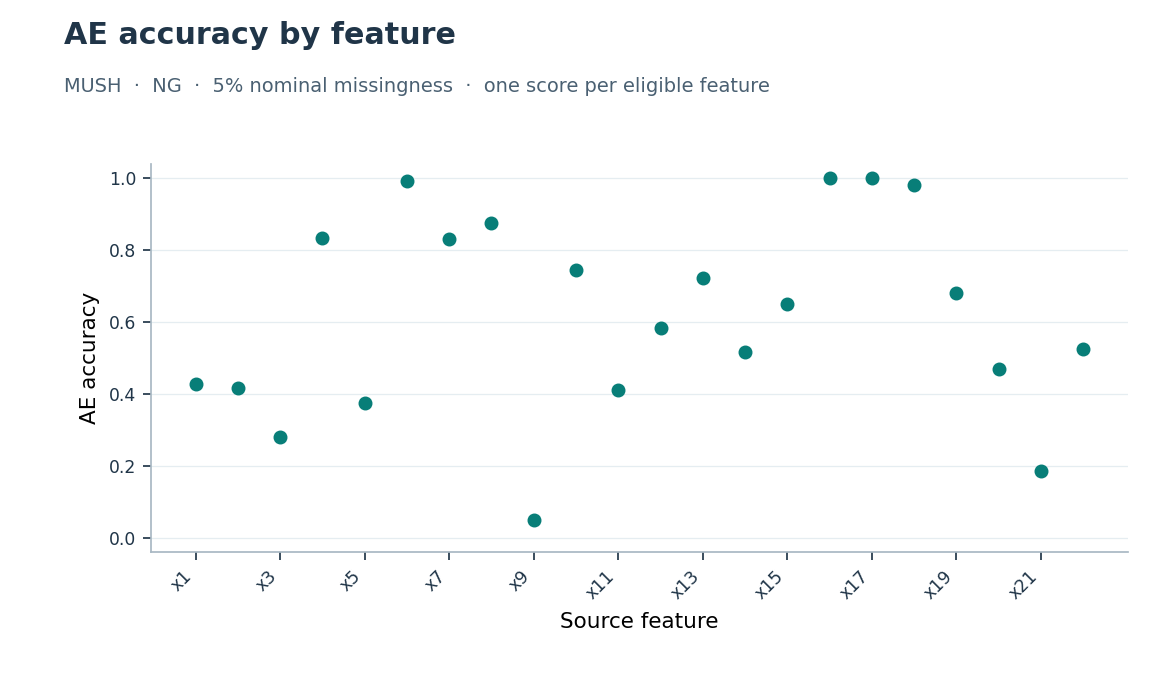 AE accuracy by feature
MUSH · NG · 5% nominal missingness · one score per eligible feature
AE accuracy
1.0
0.8
0.6
0.4
0.2
0.0
x1 x3 x5 x7 x9 x11 x13 x15 x17 x19 x21
Source feature